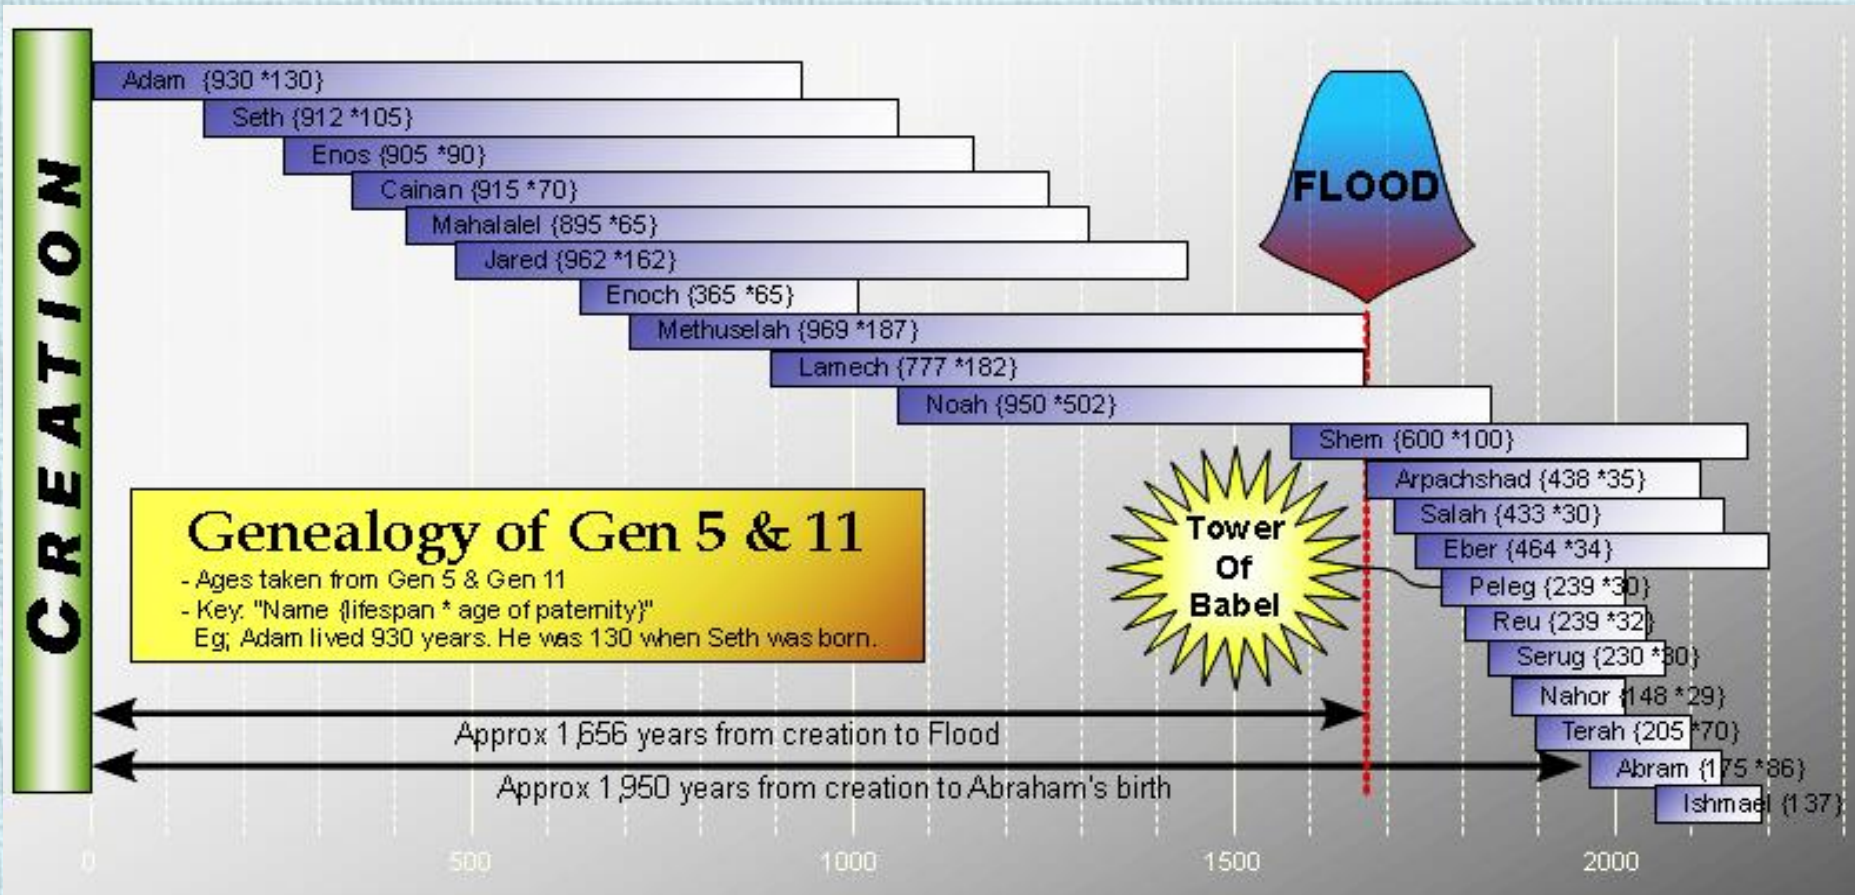 CREATION
Adam {930 *130}
Seth {912 *105}
Enos {905 *90}
Cainan {915 *70}
Mahalalel {895 *65}
Jared {962 *162}
Enoch {365 *65}
Methuselah {969 *187}
Lamech {777 *182}
Noah {950 *502}
Shem {600 *100}
Arpachshad {438 *35}
Salah {433 *30}
Eber {464 *34}
Peleg {239 *30}
Reu {239 *32}
Serug {230 *30}
Nahor {148 *29}
Terah {205 *70}
Abram {175 *86}
Ishmael {137}
FLOOD
Tower
Of
Babel
Genealogy of Gen 5 & 11
- Ages taken from Gen 5 & Gen 11
- Key: "Name {lifespan * age of paternity}"
Eg; Adam lived 930 years. He was 130 when Seth was born.
Approx 1,656 years from creation to Flood
Approx 1,950 years from creation to Abraham's birth
0 500 1000 1500 2000